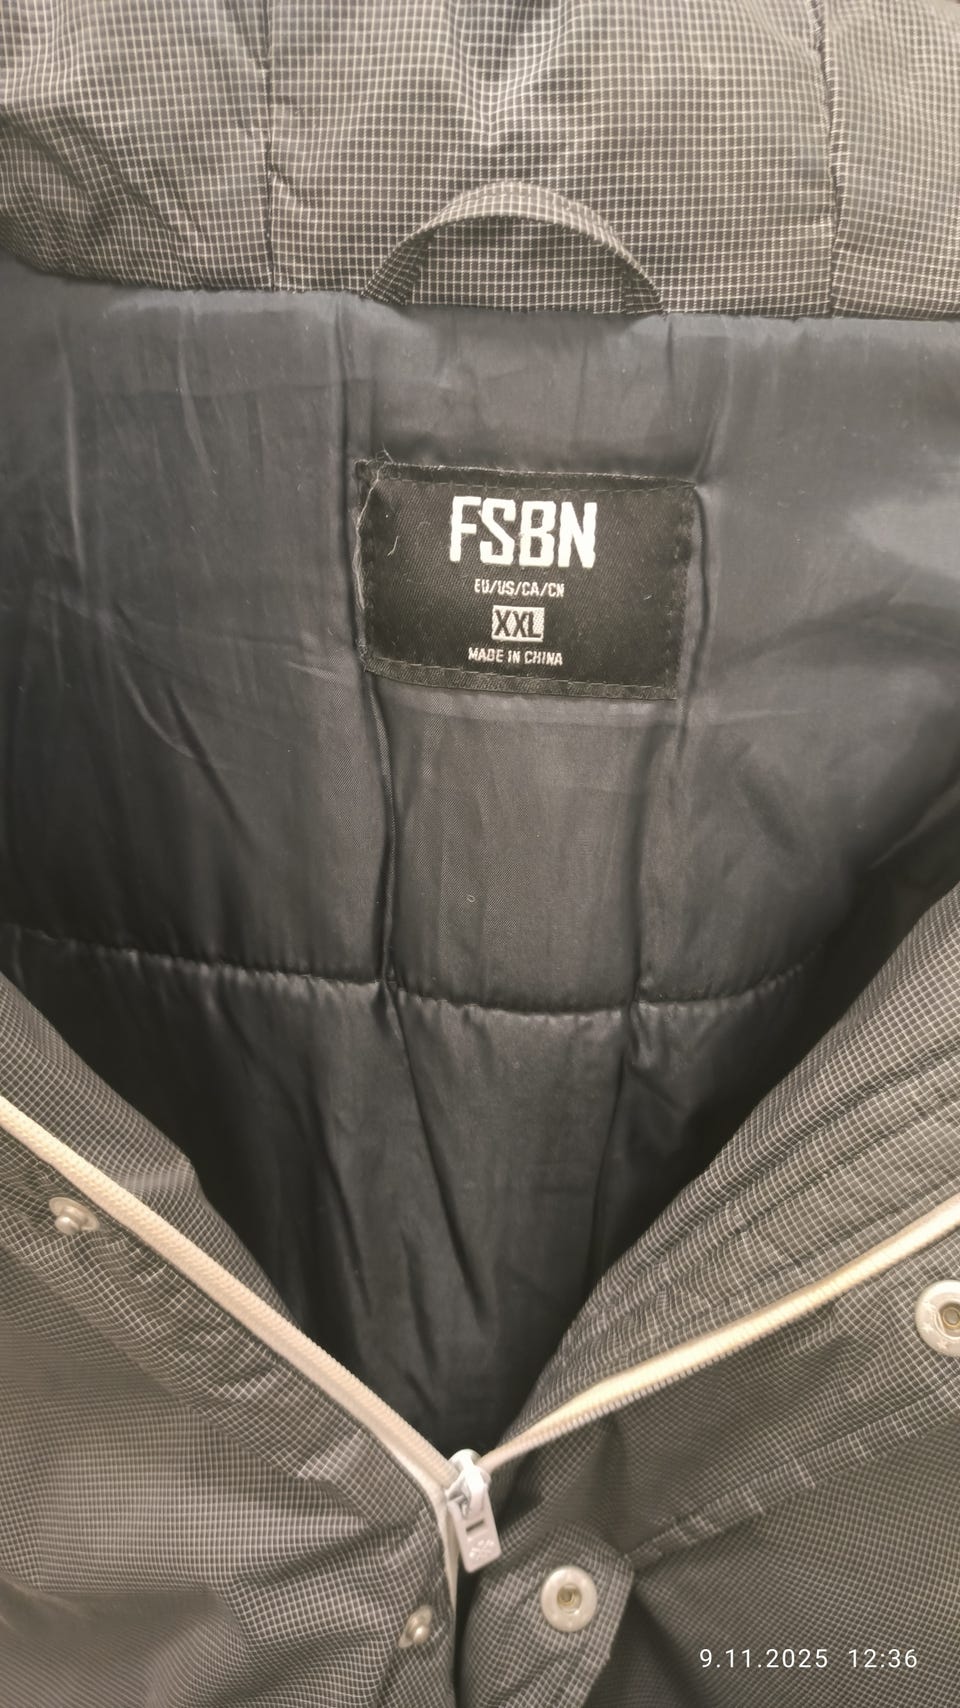 FSBN
EU/US/CA/CN
XXL
MADE IN CHINA
9.11.2025 12:36